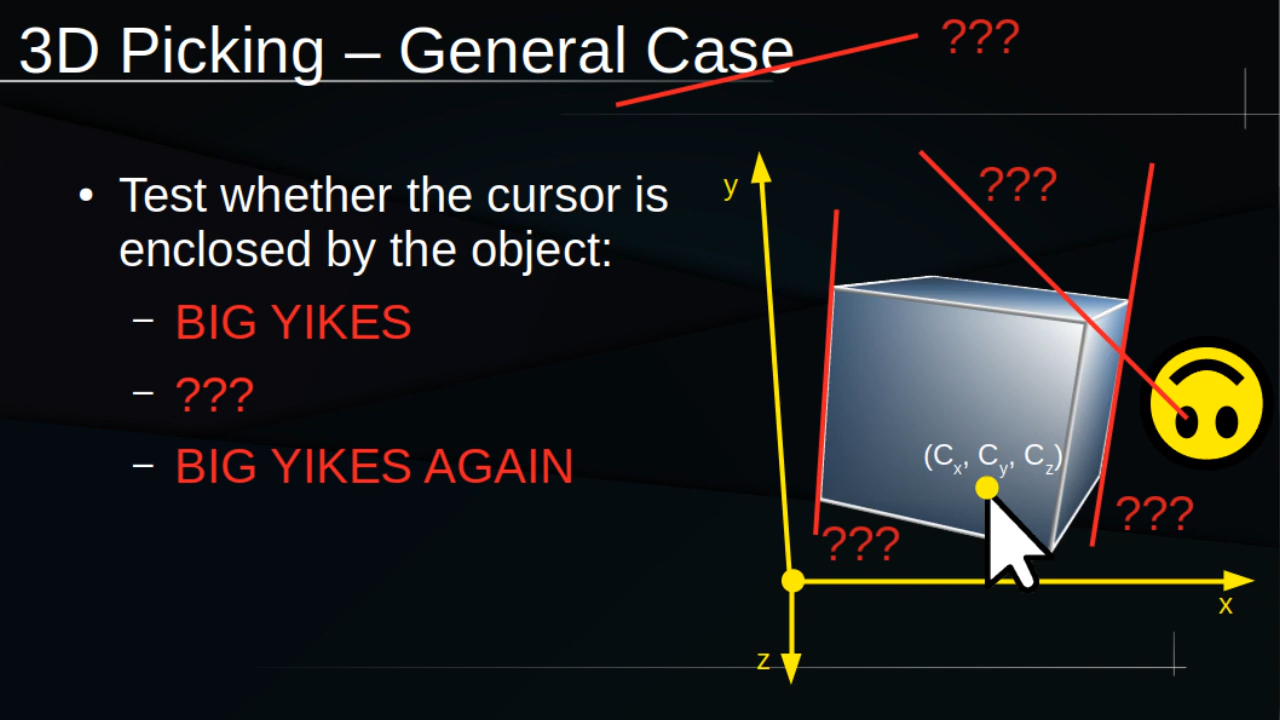 3D Picking – General Case
???
• Test whether the cursor is
enclosed by the object:
– BIG YIKES
– ???
– BIG YIKES AGAIN
y
???
(Cx, Cy, Cz)
???
???
x
z